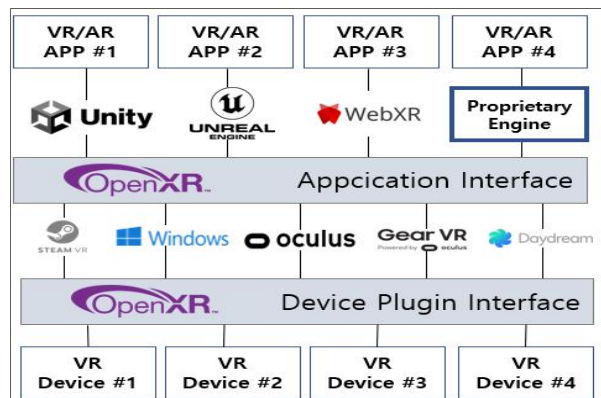 VR/AR
APP #1
VR/AR
APP #2
VR/AR
APP #3
VR/AR
APP #4
Unity
UNREAL
ENGINE
WebXR
Proprietary
Engine
OpenXR™ Appcication Interface
STEAM VR
Windows
oculus
Gear VR
Powered by oculus
Daydream
OpenXR™ Device Plugin Interface
VR
Device #1
VR
Device #2
VR
Device #3
VR
Device #4